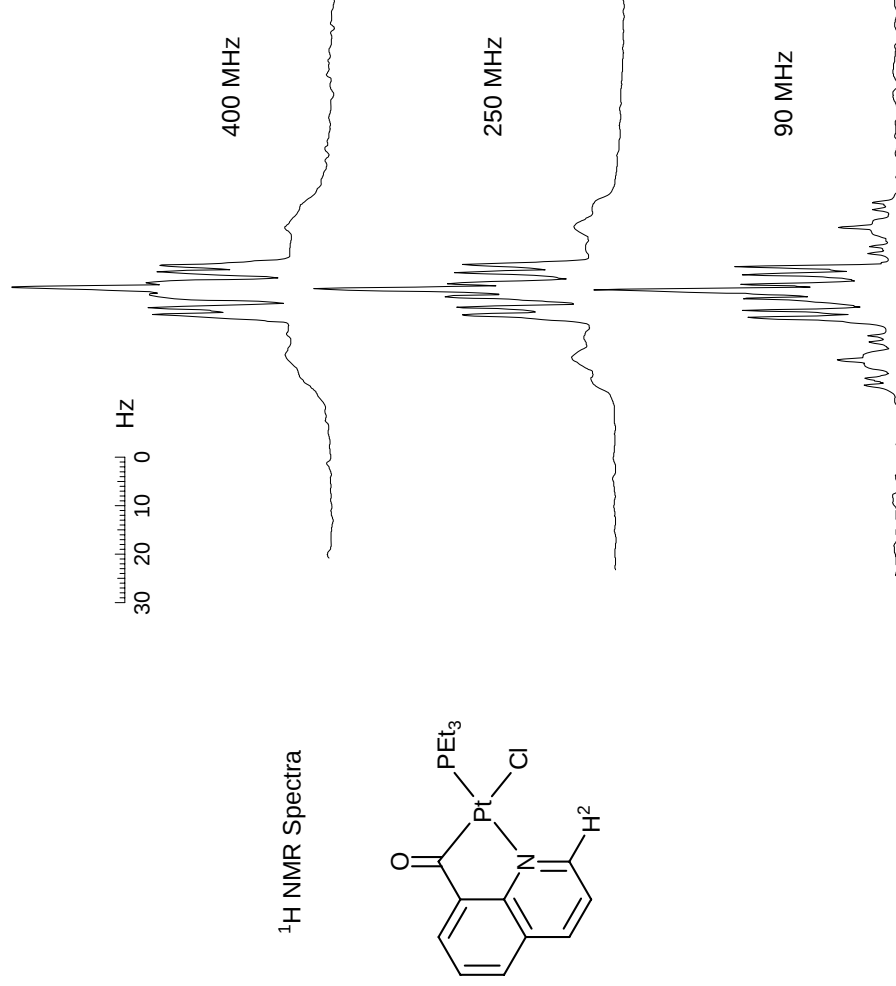 ¹H NMR Spectra
O
PEt₃
Pt
Cl
N
H²
30 20 10 0 Hz
400 MHz
250 MHz
90 MHz